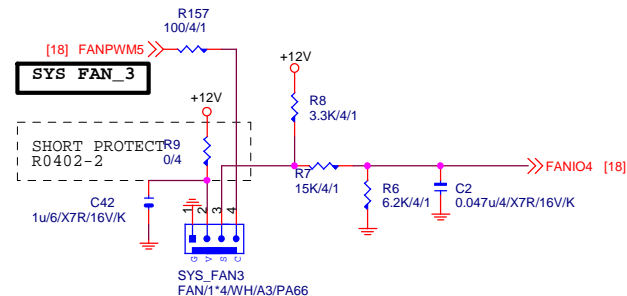 R157
100/4/1
[18] FANPWM5
SYS FAN_3
+12V
+12V
R8
3.3K/4/1
SHORT PROTECT
R0402-2
R9
0/4
R7
15K/4/1
FANIO4 [18]
C42
1u/6/X7R/16V/K
R6
6.2K/4/1
C2
0.047u/4/X7R/16V/K
1 2 3 4
G V S C
SYS_FAN3
FAN/1*4/WH/A3/PA66